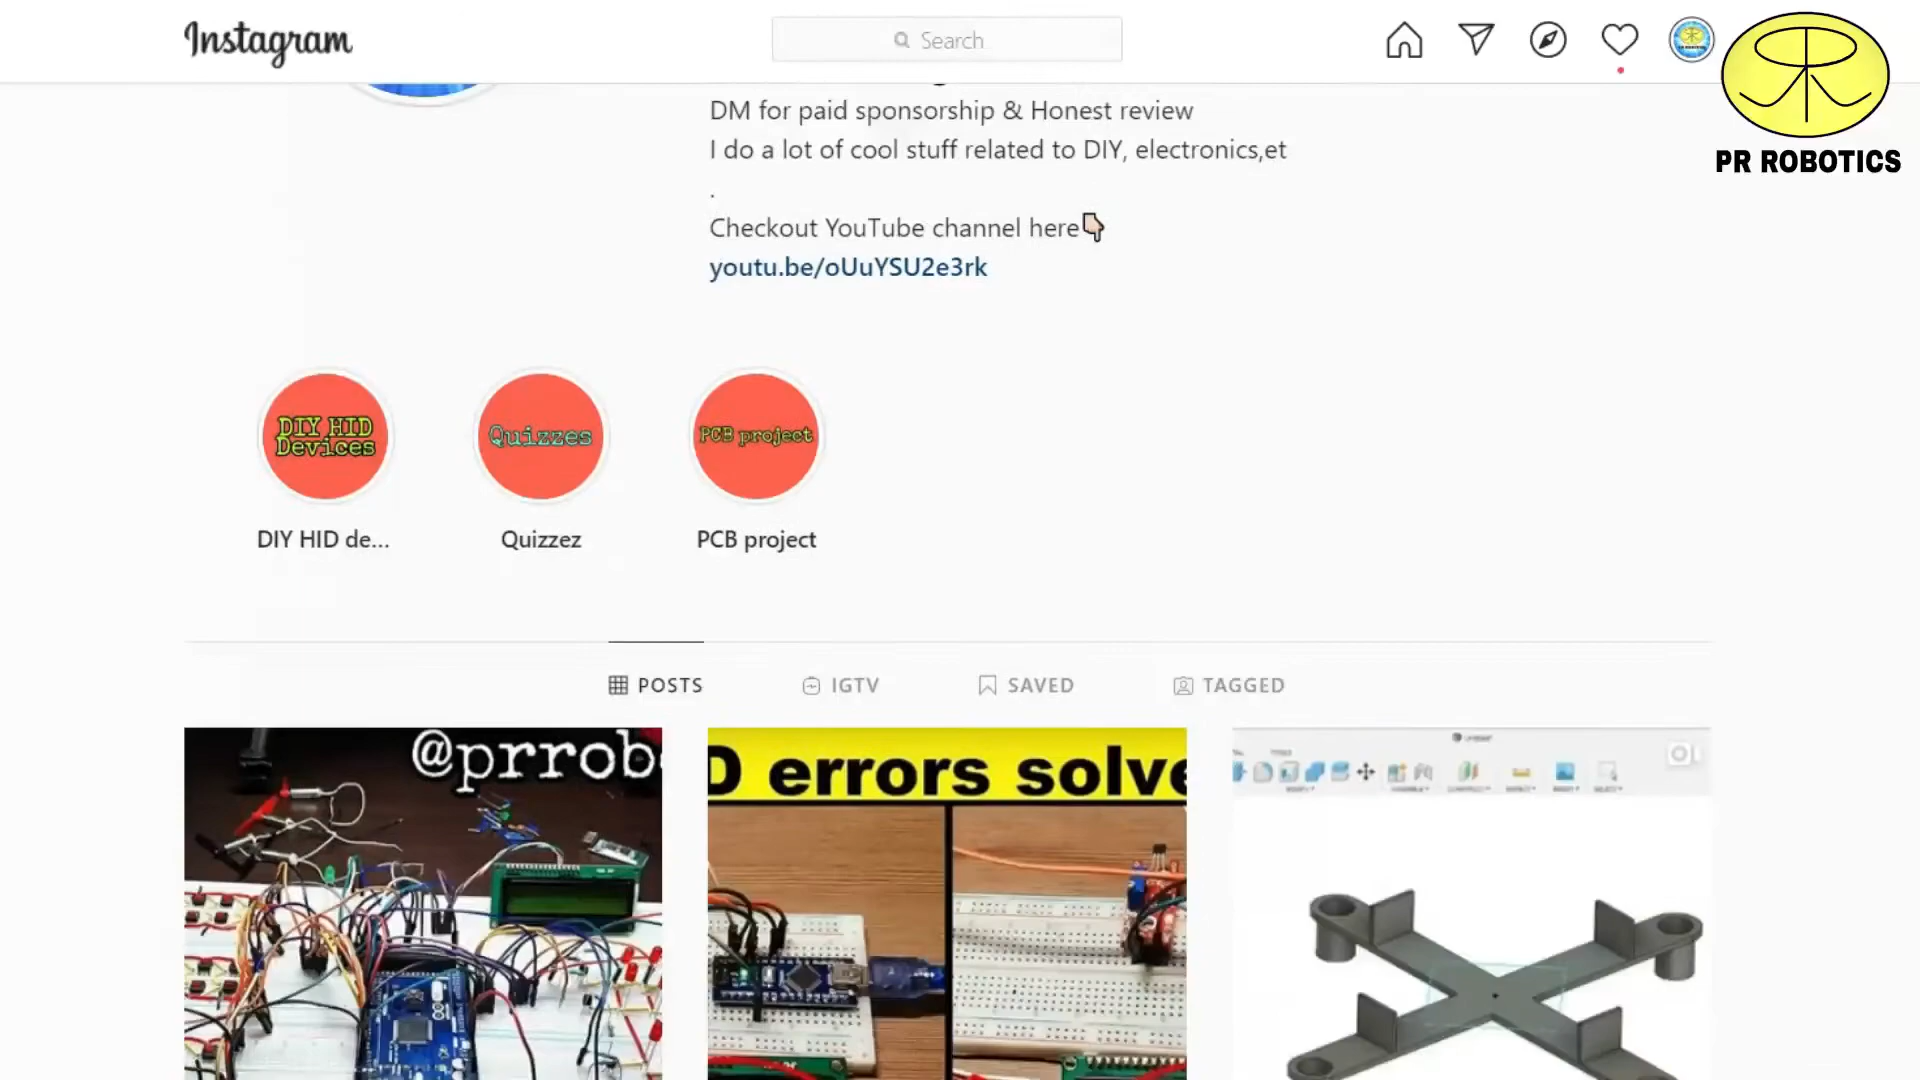 Instagram
Search
PR ROBOTICS
DM for paid sponsorship & Honest review
I do a lot of cool stuff related to DIY, electronics,et
.
Checkout YouTube channel here👇🏻
youtu.be/oUuYSU2e3rk
DIY HID
Devices
Quizzes
PCB project
DIY HID de...
Quizzez
PCB project
POSTS
IGTV
SAVED
TAGGED
@prrob
D errors solve